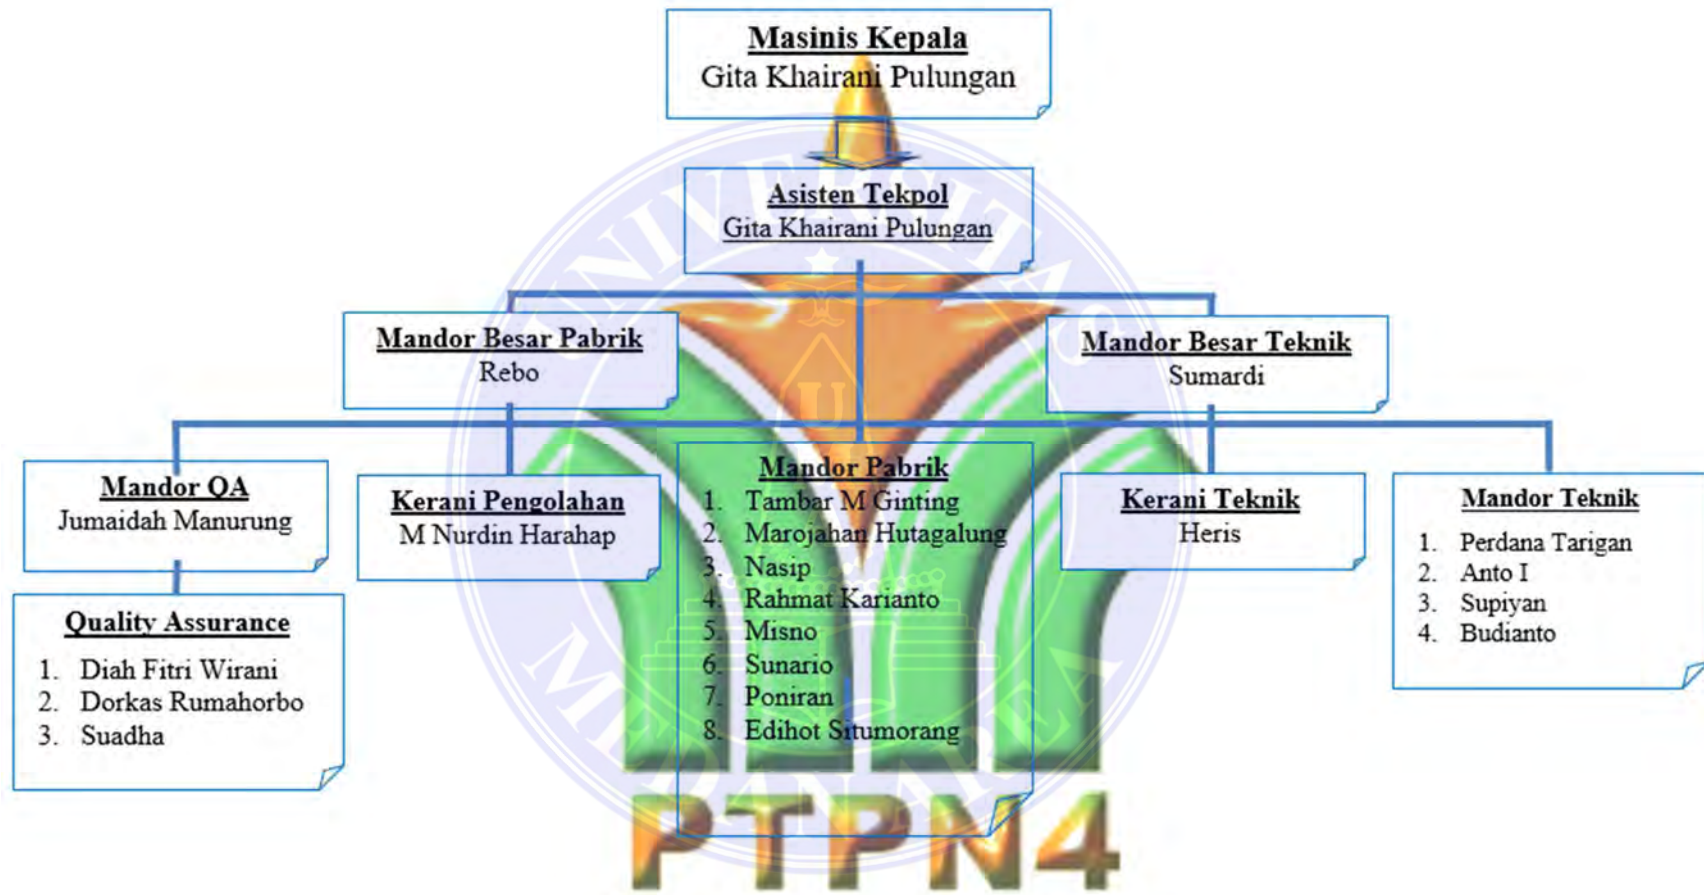 Masinis Kepala
Gita Khairani Pulungan
Asisten Tekpol
Gita Khairani Pulungan
Mandor Besar Pabrik
Rebo
Mandor Besar Teknik
Sumardi
Mandor QA
Jumaidah Manurung
Kerani Pengolahan
M Nurdin Harahap
Mandor Pabrik
1. Tambar M Ginting
2. Marojahan Hutagalung
3. Nasip
4. Rahmat Karianto
5. Misno
6. Sunario
7. Poniran
8. Edihot Situmorang
Kerani Teknik
Heris
Mandor Teknik
1. Perdana Tarigan
2. Anto I
3. Supiyan
4. Budianto
Quality Assurance
1. Diah Fitri Wirani
2. Dorkas Rumahorbo
3. Suadha
UNIVERSITAS
U
MEDAN AREA
PTPN4